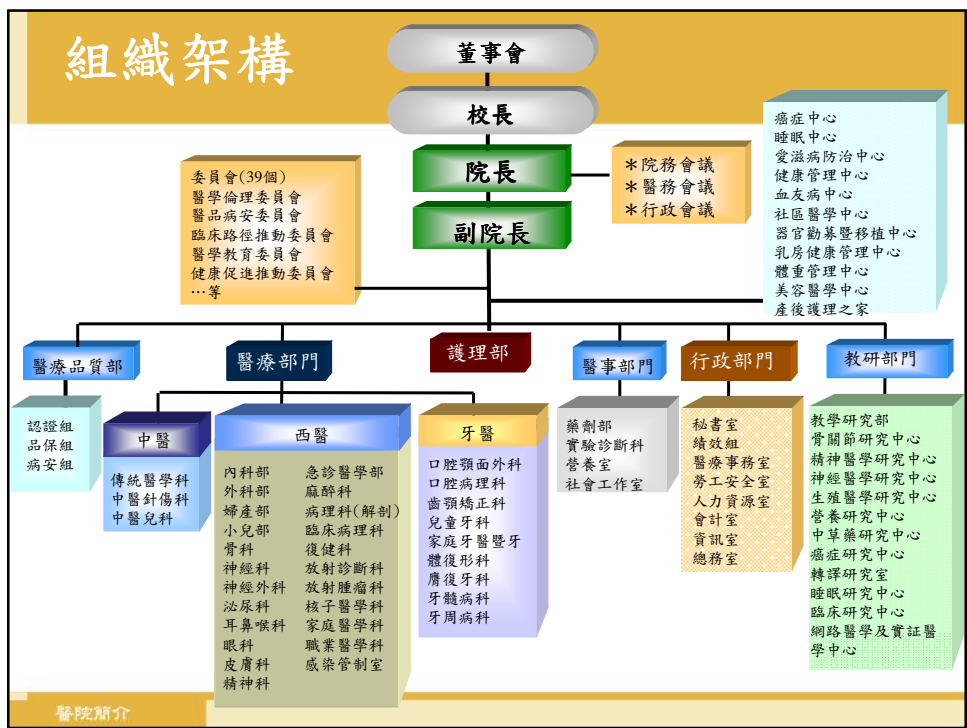 組織架構
董事會
校長
院長
副院長
＊院務會議
＊醫務會議
＊行政會議
委員會(39個)
醫學倫理委員會
醫品病安委員會
臨床路徑推動委員會
醫學教育委員會
健康促進推動委員會
…等
癌症中心
睡眠中心
愛滋病防治中心
健康管理中心
血友病中心
社區醫學中心
器官勸募暨移植中心
乳房健康管理中心
體重管理中心
美容醫學中心
產後護理之家
醫療品質部
醫療部門
護理部
醫事部門
行政部門
教研部門
認證組
品保組
病安組
中醫
傳統醫學科
中醫針傷科
中醫兒科
西醫
內科部
外科部
婦產部
小兒部
骨科
神經科
神經外科
泌尿科
耳鼻喉科
眼科
皮膚科
精神科
急診醫學部
麻醉科
病理科(解剖)
臨床病理科
復健科
放射診斷科
放射腫瘤科
核子醫學科
家庭醫學科
職業醫學科
感染管制室
牙醫
口腔顎面外科
口腔病理科
齒顎矯正科
兒童牙科
家庭牙醫暨牙
體復形科
膺復牙科
牙髓病科
牙周病科
藥劑部
實驗診斷科
營養室
社會工作室
秘書室
績效組
醫療事務室
勞工安全室
人力資源室
會計室
資訊室
總務室
教學研究部
骨關節研究中心
精神醫學研究中心
神經醫學研究中心
生殖醫學研究中心
營養研究中心
中草藥研究中心
癌症研究中心
轉譯研究室
睡眠研究中心
臨床研究中心
網路醫學及實証醫
學中心
醫院簡介